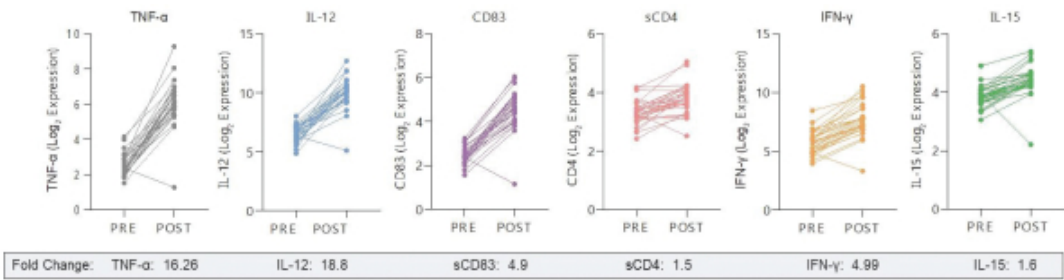 TNF-α IL-12 CD83 sCD4 IFN-γ IL-15
TNF-α (Log₂ Expression)
10
8
6
4
2
0
PRE POST
IL-12 (Log₂ Expression)
15
10
5
0
PRE POST
CD83 (Log₂ Expression)
8
6
4
2
0
PRE POST
CD4 (Log₂ Expression)
6
4
2
0
PRE POST
IFN-γ (Log₂ Expression)
15
10
5
0
PRE POST
IL-15 (Log₂ Expression)
6
4
2
0
PRE POST
Fold Change: TNF-α: 16.26 IL-12: 18.8 sCD83: 4.9 sCD4: 1.5 IFN-γ: 4.99 IL-15: 1.6